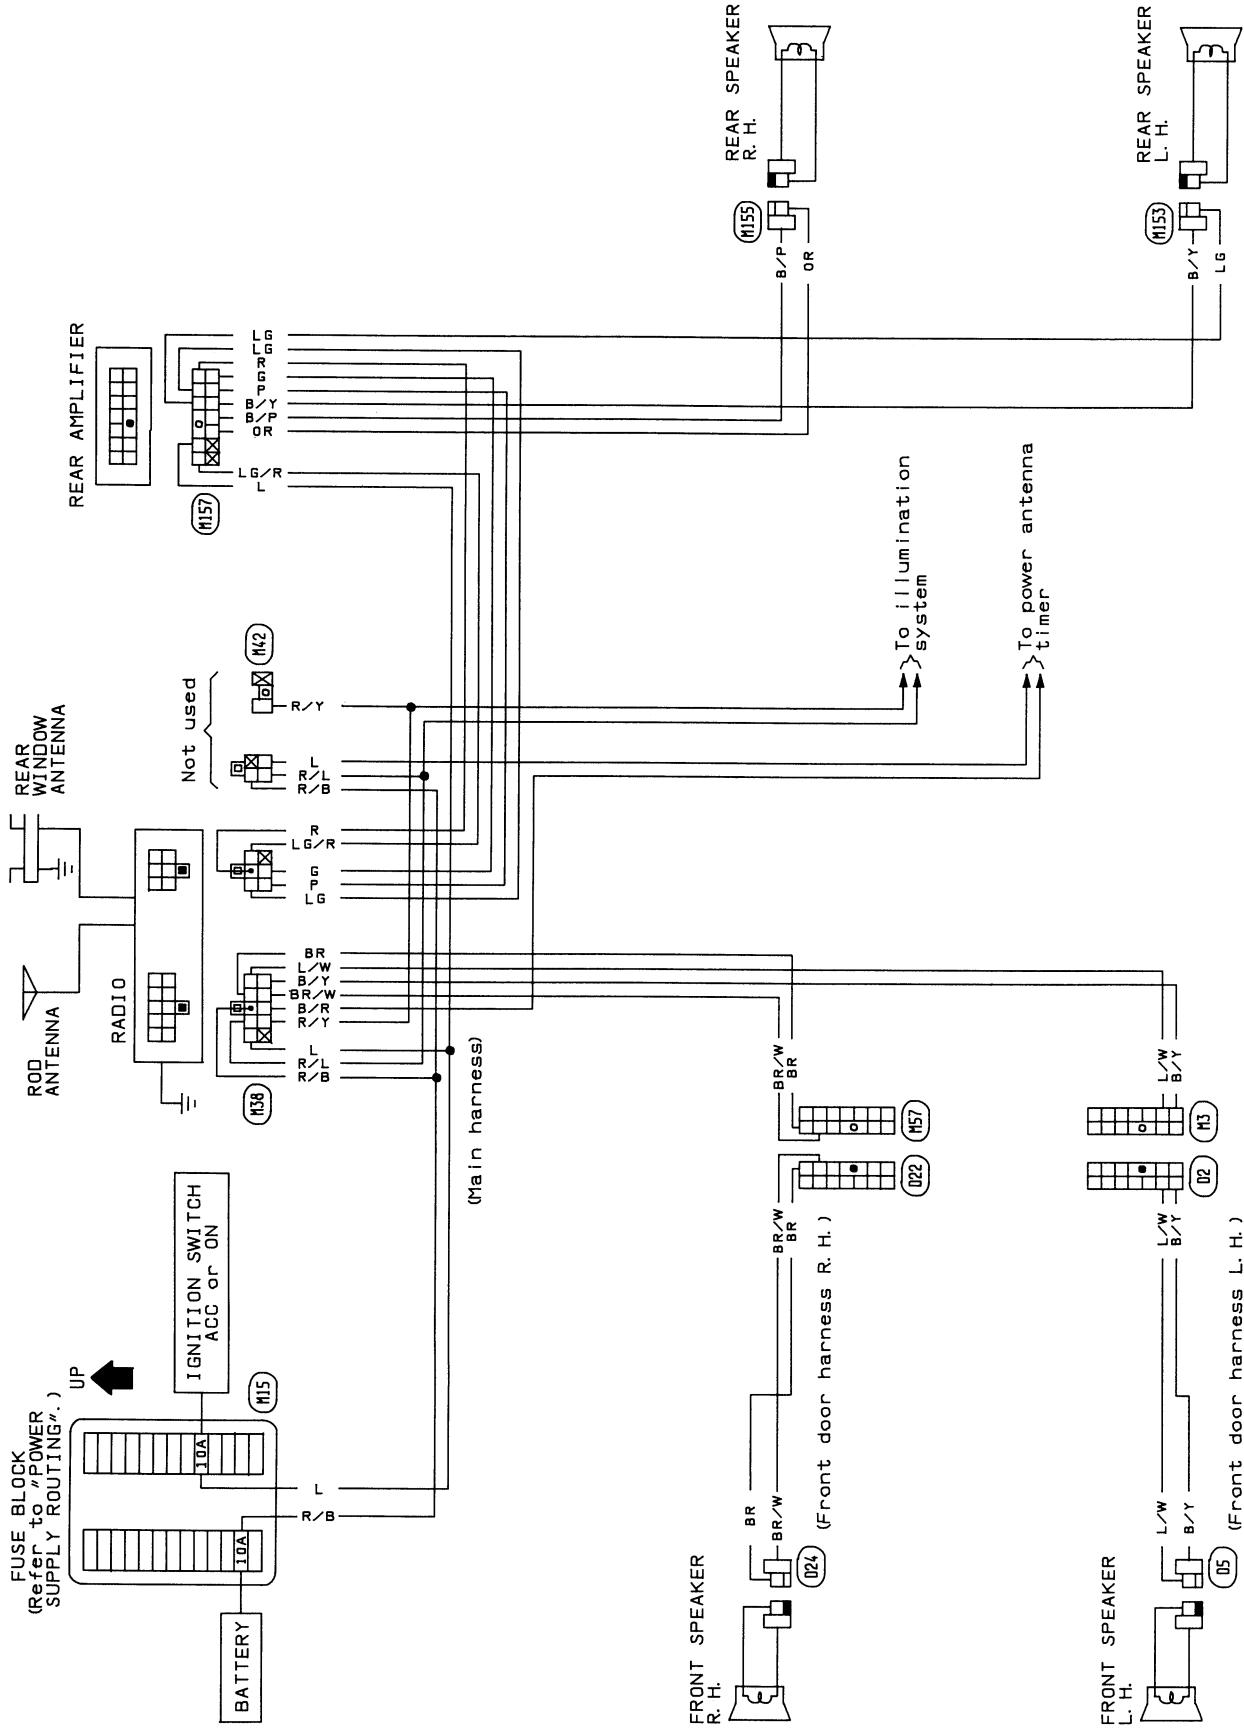 FUSE BLOCK
(Refer to "POWER
SUPPLY ROUTING".)
UP
BATTERY
10A
10A
IGNITION SWITCH
ACC or ON
M15
R/B
L
ROD
ANTENNA
REAR
WINDOW
ANTENNA
RADIO
M38
R/B
R/L
L
R/Y
B/R
BR/W
B/Y
L/W
BR
LG
P
G
LG/R
R
Not used
R/B
R/L
L
R/Y
M42
(Main harness)
REAR AMPLIFIER
M157
L
LG/R
OR
B/P
B/Y
P
G
R
LG
LG
To illumination
system
To power antenna
timer
REAR SPEAKER
R. H.
M155
B/P
OR
REAR SPEAKER
L. H.
M153
B/Y
LG
FRONT SPEAKER
R. H.
D24
BR
BR/W
(Front door harness R. H.)
BR/W
BR
D22
M57
BR/W
BR
FRONT SPEAKER
L. H.
D5
L/W
B/Y
(Front door harness L. H.)
L/W
B/Y
D2
M3
L/W
B/Y